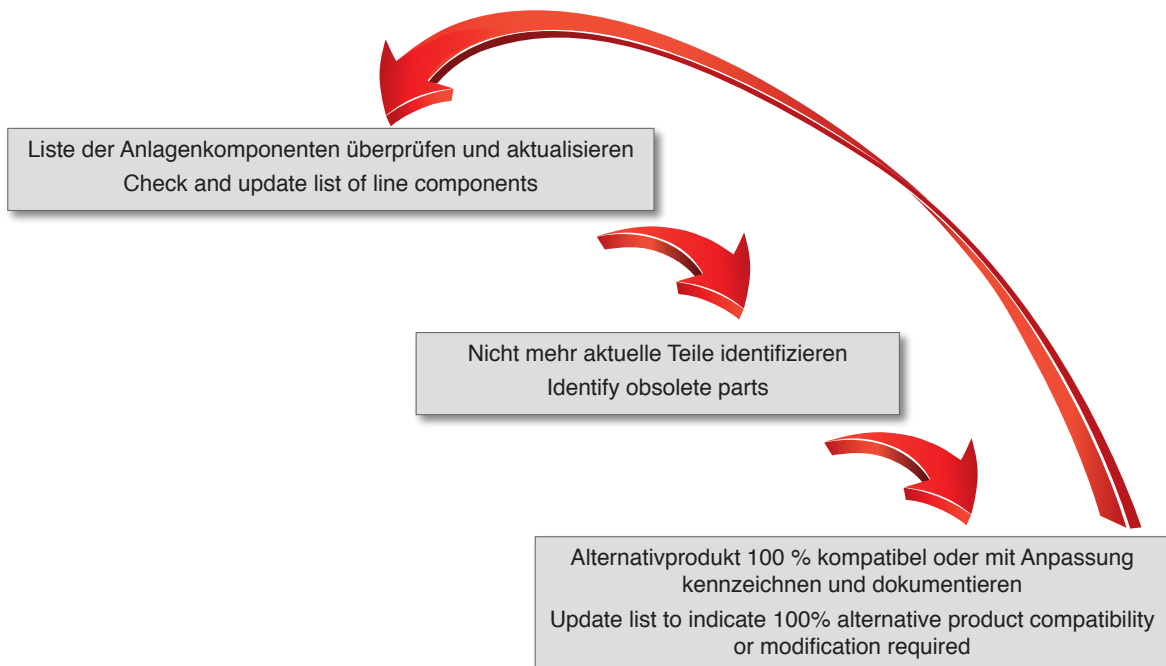 Liste der Anlagenkomponenten überprüfen und aktualisieren
Check and update list of line components
Nicht mehr aktuelle Teile identifizieren
Identify obsolete parts
Alternativprodukt 100 % kompatibel oder mit Anpassung
kennzeichnen und dokumentieren
Update list to indicate 100% alternative product compatibility
or modification required